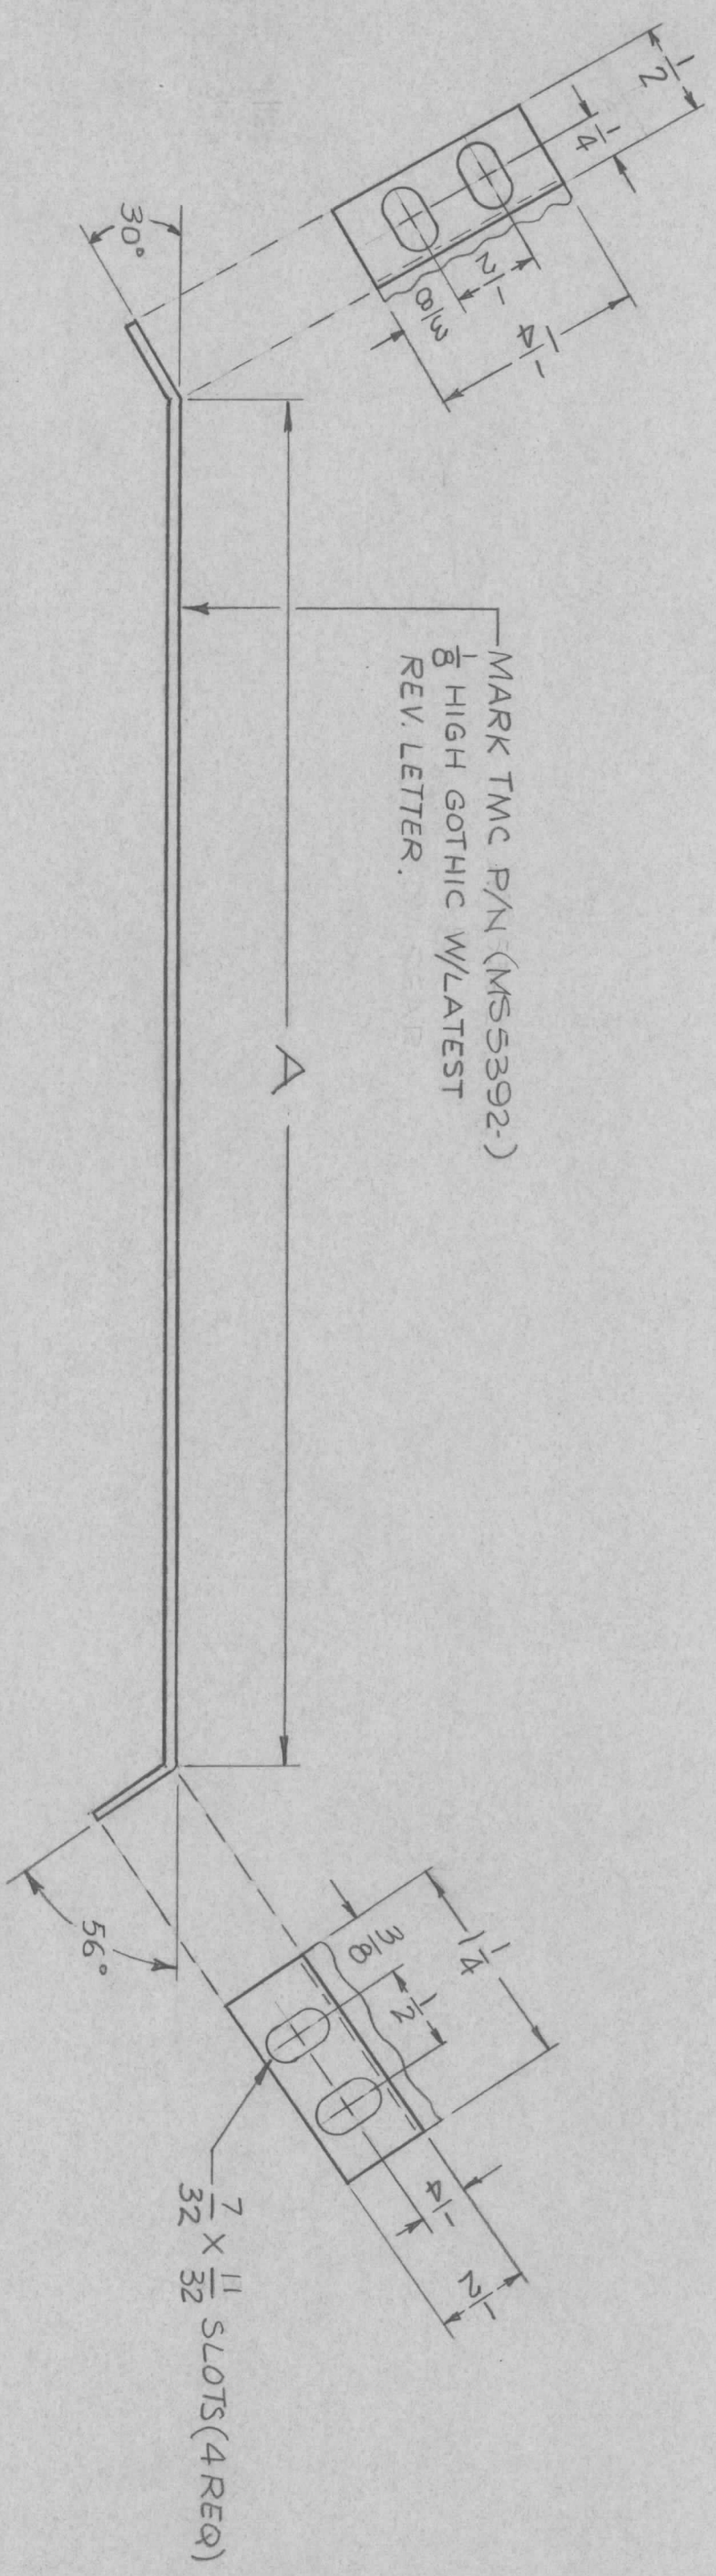 1/2
1/4
1/2
3/8
1/4
30°
MARK TMC P/N (MS5392-)
1/8 HIGH GOTHIC W/LATEST
REV. LETTER.
A
1 1/4
3/8
1/2
1/4
1/2
56°
7/32 X 11/32 SLOTS (4 REQ)